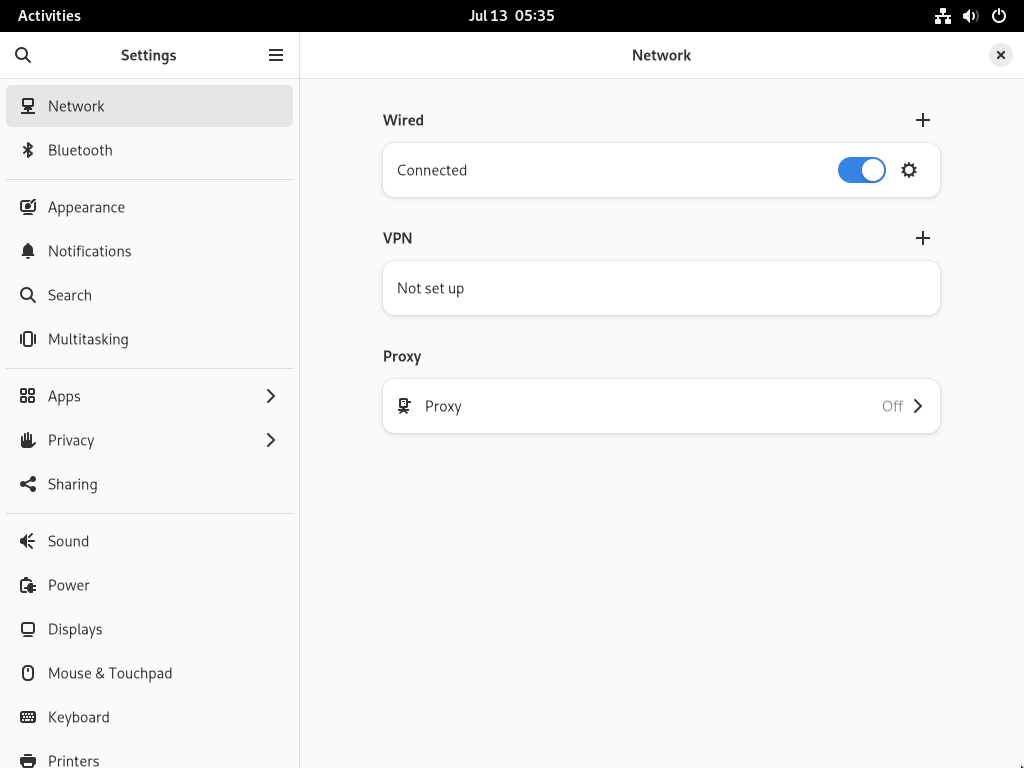 Activities
Jul 13 05:35
Settings
Network
Network
Bluetooth
Appearance
Notifications
Search
Multitasking
Apps
Privacy
Sharing
Sound
Power
Displays
Mouse & Touchpad
Keyboard
Printers
Wired
Connected
VPN
Not set up
Proxy
Proxy Off